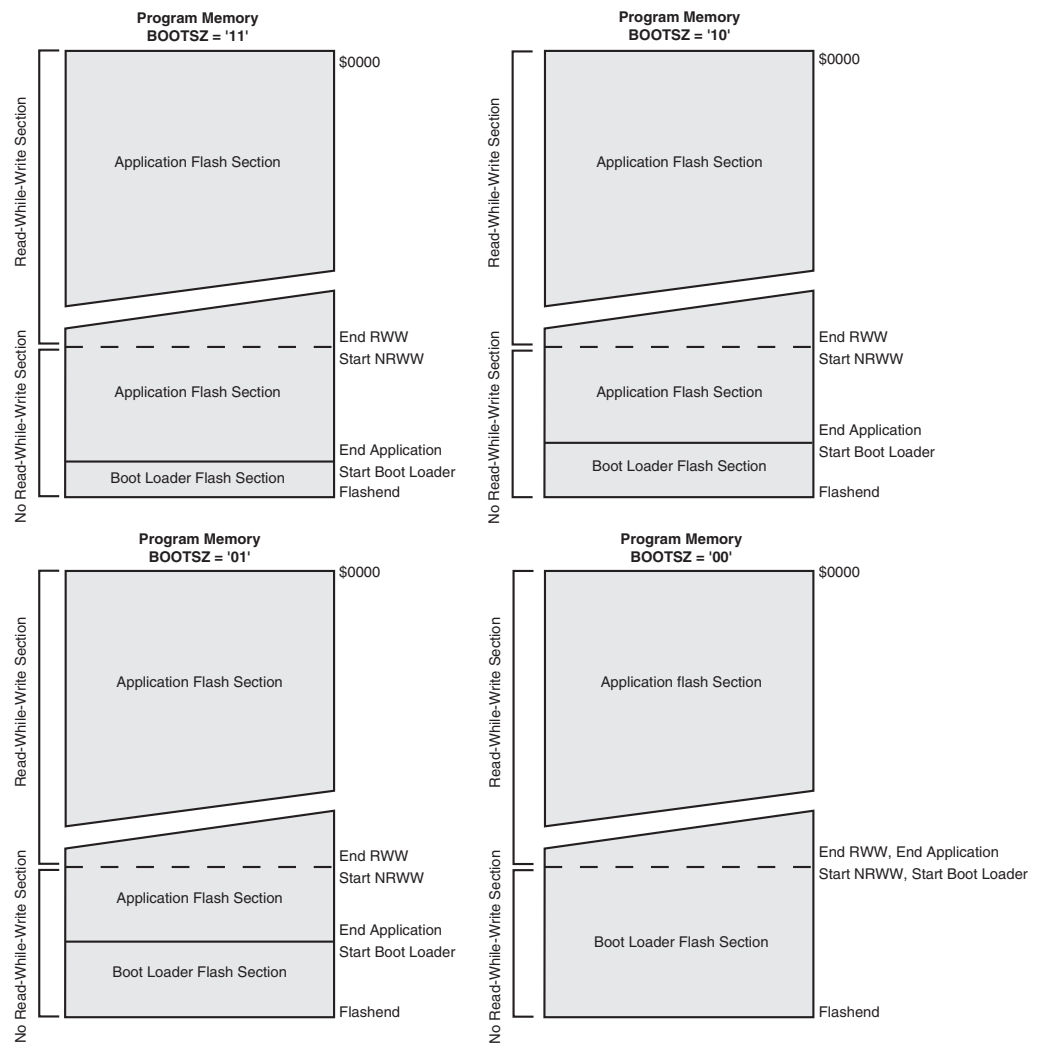 Program Memory
BOOTSZ = '11'
$0000
Read-While-Write Section
Application Flash Section
End RWW
Start NRWW
No Read-While-Write Section
Application Flash Section
End Application
Start Boot Loader
Boot Loader Flash Section
Flashend
Program Memory
BOOTSZ = '10'
$0000
Read-While-Write Section
Application Flash Section
End RWW
Start NRWW
No Read-While-Write Section
Application Flash Section
End Application
Start Boot Loader
Boot Loader Flash Section
Flashend
Program Memory
BOOTSZ = '01'
$0000
Read-While-Write Section
Application Flash Section
End RWW
Start NRWW
No Read-While-Write Section
Application Flash Section
End Application
Start Boot Loader
Boot Loader Flash Section
Flashend
Program Memory
BOOTSZ = '00'
$0000
Read-While-Write Section
Application flash Section
End RWW, End Application
Start NRWW, Start Boot Loader
No Read-While-Write Section
Boot Loader Flash Section
Flashend